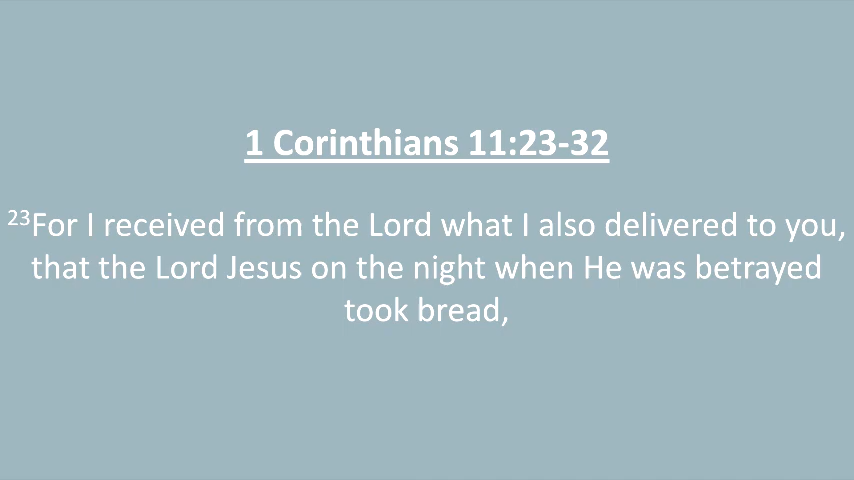 1 Corinthians 11:23-32
²³For I received from the Lord what I also delivered to you,
that the Lord Jesus on the night when He was betrayed
took bread,